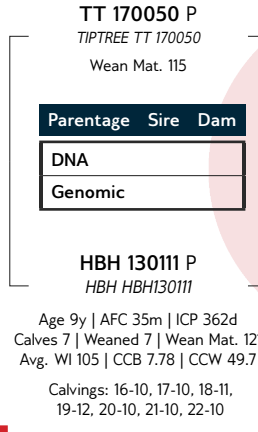 TT 170050 P
TIPTREE TT 170050
Wean Mat. 115
Parentage Sire Dam
DNA
Genomic
HBH 130111 P
HBH HBH130111
Age 9y | AFC 35m | ICP 362d
Calves 7 | Weaned 7 | Wean Mat.
Avg. WI 105 | CCB 7.78 | CCW 49.7
Calvings: 16-10, 17-10, 18-11,
19-12, 20-10, 21-10, 22-10